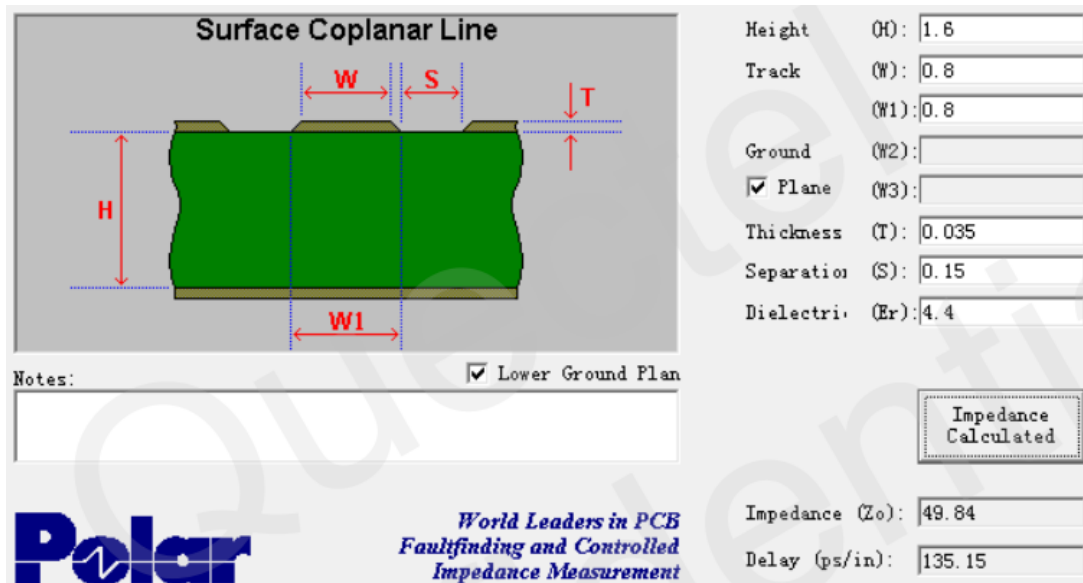 Surface Coplanar Line
W
S
T
H
W1
Height (H): 1.6
Track (W): 0.8
(W1): 0.8
Ground (W2):
Plane (W3):
Thickness (T): 0.035
Separatio (S): 0.15
Dielectri (Er): 4.4
Notes:
Lower Ground Plan
Impedance
Calculated
Polar
World Leaders in PCB
Faultfinding and Controlled
Impedance Measurement
Impedance (Zo): 49.84
Delay (ps/in): 135.15